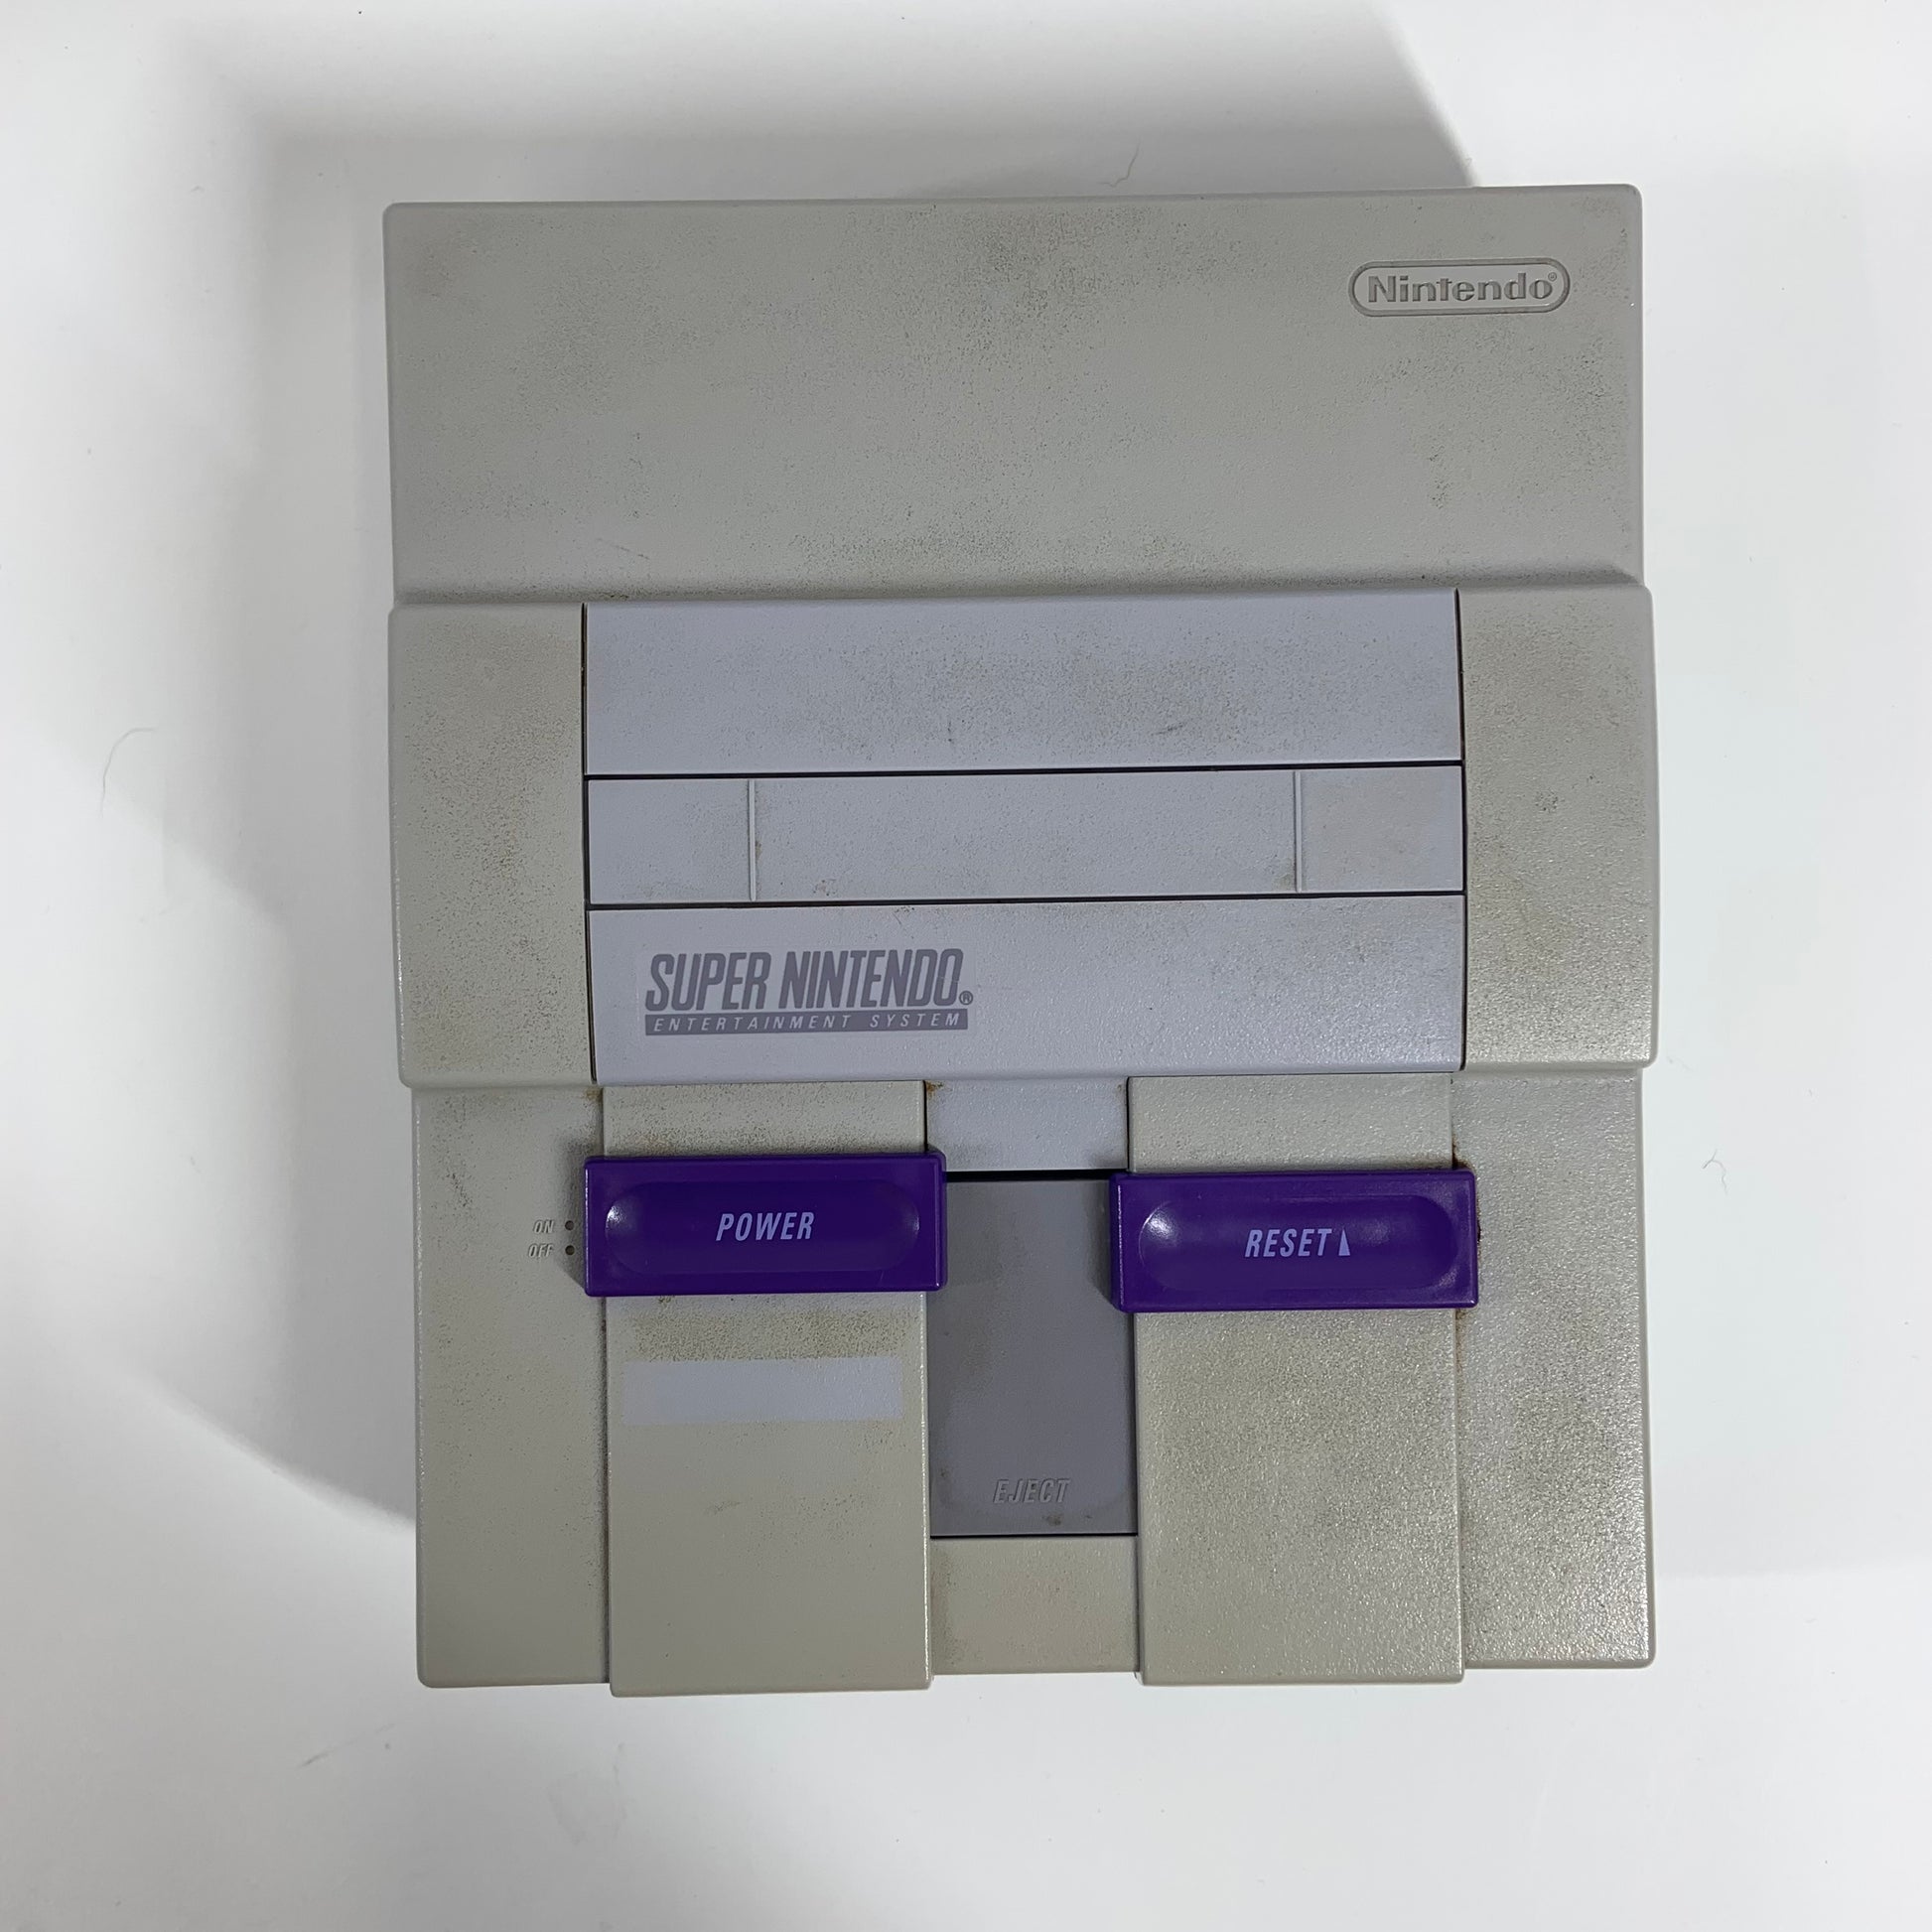 Nintendo®
SUPER NINTENDO®
ENTERTAINMENT SYSTEM
ON
OFF
POWER
RESET
EJECT